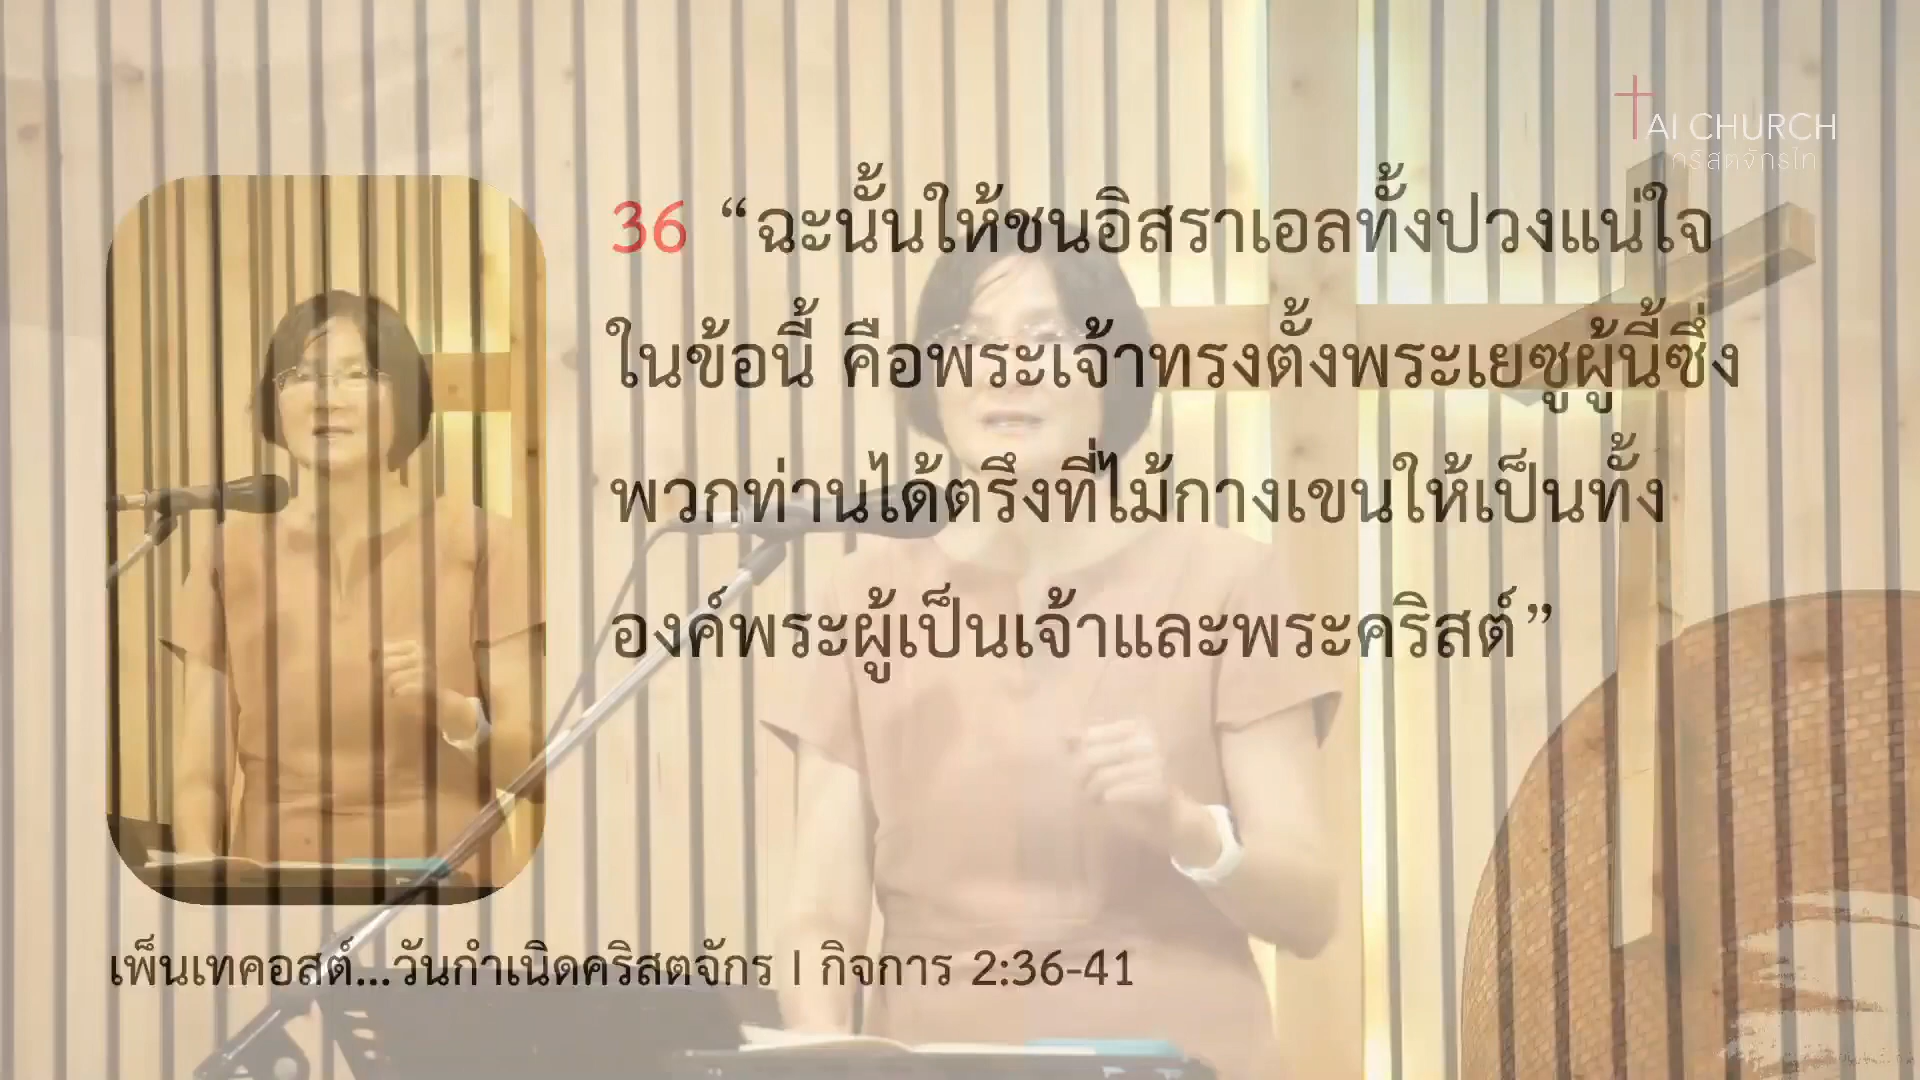 TAI CHURCH
คริสตจักรไท
36 “ฉะนั้นให้ชนอิสราเอลทั้งปวงแน่ใจ
ในข้อนี้ คือพระเจ้าทรงตั้งพระเยซูผู้นี้ซึ่ง
พวกท่านได้ตรึงที่ไม้กางเขนให้เป็นทั้ง
องค์พระผู้เป็นเจ้าและพระคริสต์”
เพ็นเทคอสต์...วันกำเนิดคริสตจักร | กิจการ 2:36-41